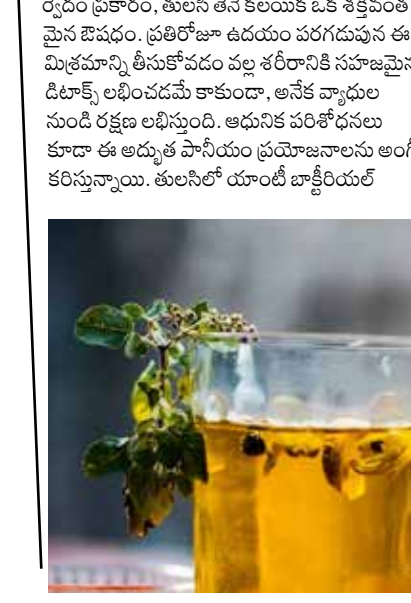 ర్వేదం ప్రకారం, తులసి తేనె కలయిక ఒక శక్తివంత
మైన ఔషధం. ప్రతిరోజూ ఉదయం పరగడుపున ఈ
మిశ్రమాన్ని తీసుకోవడం వల్ల శరీరానికి సహజమైన
డిటాక్స్ లభించడమే కాకుండా, అనేక వ్యాధుల
నుండి రక్షణ లభిస్తుంది. ఆధునిక పరిశోధనలు
కూడా ఈ అద్భుత పానీయం ప్రయోజనాలను అంగీ
కరిస్తున్నాయి. తులసిలో యాంటీ బాక్టీరియల్